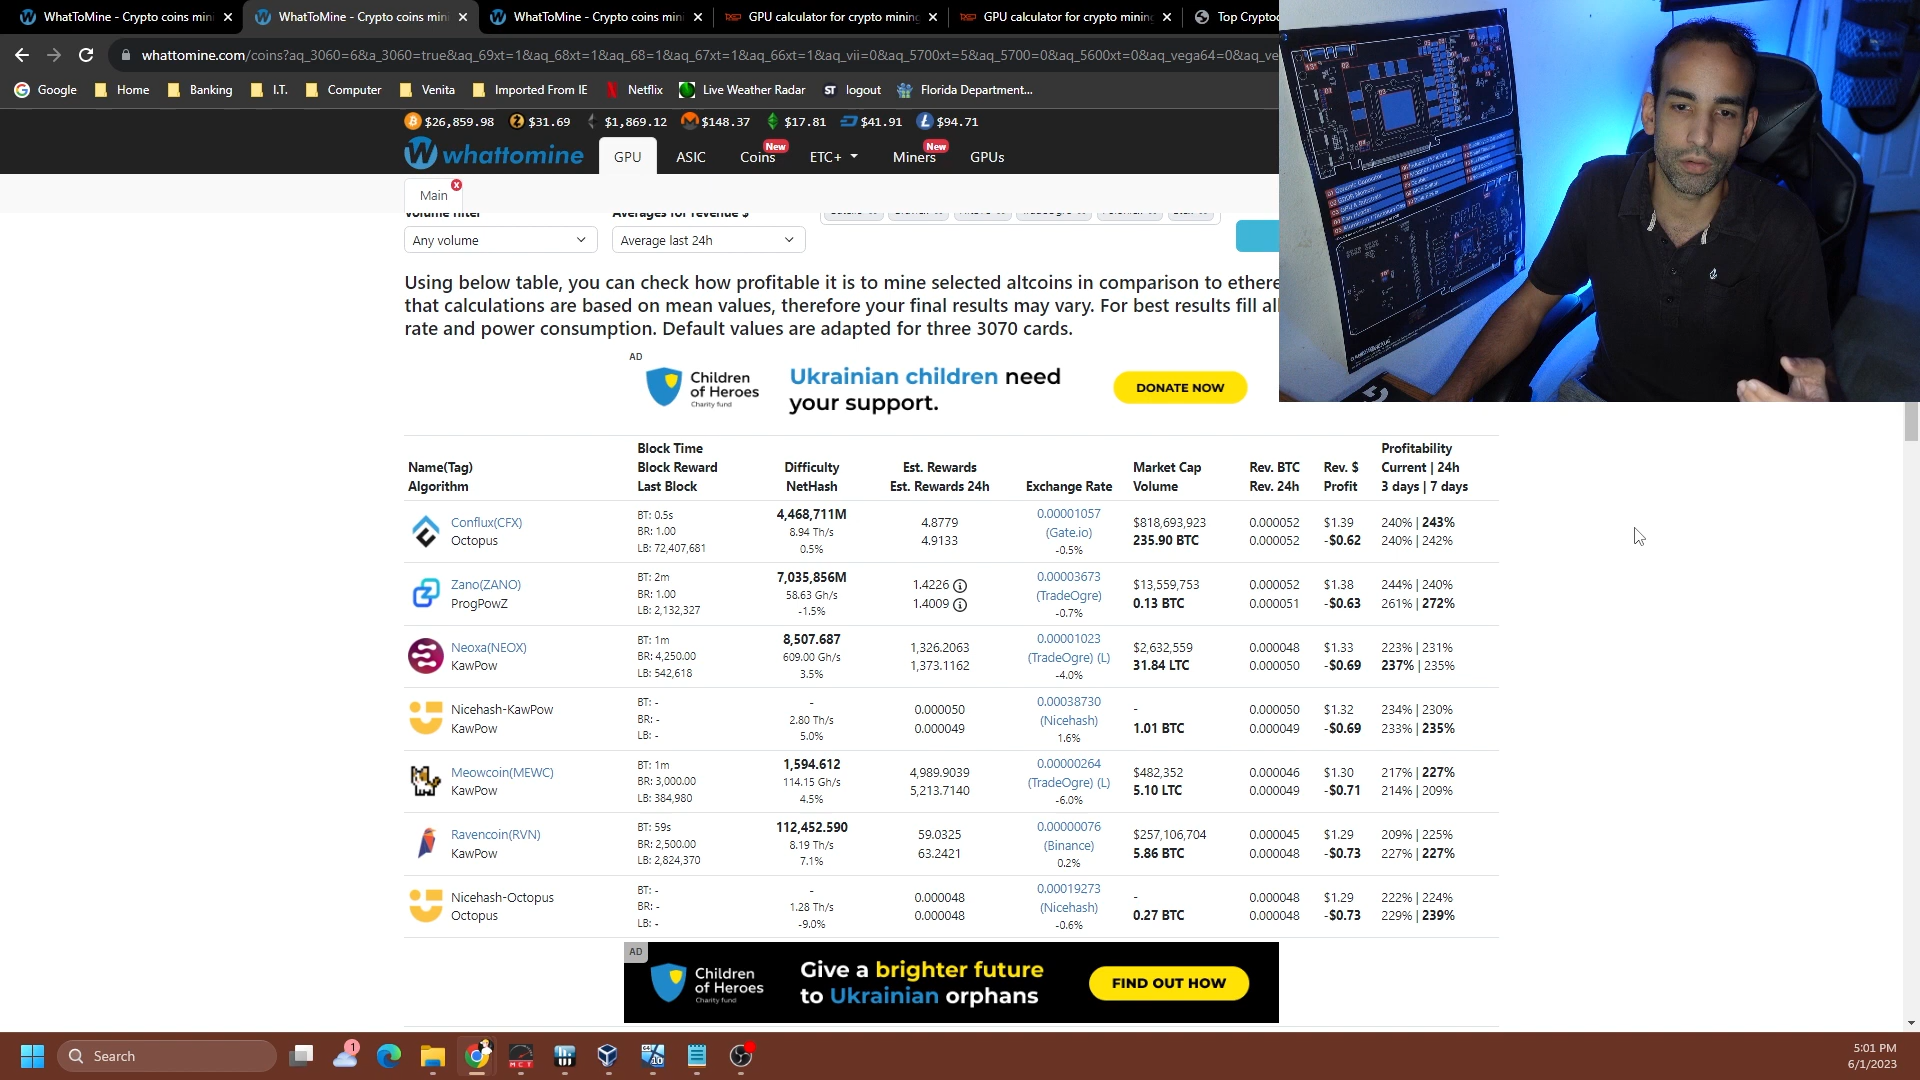 WhatToMine - Crypto coins mini
WhatToMine - Crypto coins mini
WhatToMine - Crypto coins mini
GPU calculator for crypto mining
GPU calculator for crypto mining
Top Cryptoc
whattomine.com/coins?aq_3060=6&a_3060=true&aq_69xt=1&aq_68xt=1&aq_68=1&aq_67xt=1&aq_66xt=1&aq_vii=0&aq_5700xt=5&aq_5700=0&aq_5600xt=0&aq_vega64=0&aq_ve
Google
Home
Banking
I.T.
Computer
Venita
Imported From IE
Netflix
Live Weather Radar
ST logout
Florida Department...
$26,859.98 $31.69 $1,869.12 $148.37 $17.81 $41.91 $94.71
whattomine
GPU
ASIC
Coins New
ETC+
Miners New
GPUs
Main
Volume filter
Averages for revenue $
Any volume
Average last 24h
Using below table, you can check how profitable it is to mine selected altcoins in comparison to ethere
that calculations are based on mean values, therefore your final results may vary. For best results fill all
rate and power consumption. Default values are adapted for three 3070 cards.
AD
Children of Heroes
Charity fund
Ukrainian children need
your support.
DONATE NOW
Name(Tag)
Algorithm
Block Time
Block Reward
Last Block
Difficulty
NetHash
Est. Rewards
Est. Rewards 24h
Exchange Rate
Market Cap
Volume
Rev. BTC
Rev. 24h
Rev. $
Profit
Profitability
Current | 24h
3 days | 7 days
Conflux(CFX)
Octopus
BT: 0.5s
BR: 1.00
LB: 72,407,681
4,468,711M
8.94 Th/s
0.5%
4.8779
4.9133
0.00001057
(Gate.io)
-0.5%
$818,693,923
235.90 BTC
0.000052
0.000052
$1.39
-$0.62
240% | 243%
240% | 242%
Zano(ZANO)
ProgPowZ
BT: 2m
BR: 1.00
LB: 2,132,327
7,035,856M
58.63 Gh/s
-1.5%
1.4226
1.4009
0.00003673
(TradeOgre)
-0.7%
$13,559,753
0.13 BTC
0.000052
0.000051
$1.38
-$0.63
244% | 240%
261% | 272%
Neoxa(NEOX)
KawPow
BT: 1m
BR: 4,250.00
LB: 542,618
8,507.687
609.00 Gh/s
3.5%
1,326.2063
1,373.1162
0.00001023
(TradeOgre) (L)
-4.0%
$2,632,559
31.84 LTC
0.000048
0.000050
$1.33
-$0.69
223% | 231%
237% | 235%
Nicehash-KawPow
KawPow
BT: -
BR: -
LB: -
-
2.80 Th/s
5.0%
0.000050
0.000049
0.00038730
(Nicehash)
1.6%
-
1.01 BTC
0.000050
0.000049
$1.32
-$0.69
234% | 230%
233% | 235%
Meowcoin(MEWC)
KawPow
BT: 1m
BR: 3,000.00
LB: 384,980
1,594.612
114.15 Gh/s
4.5%
4,989.9039
5,213.7140
0.00000264
(TradeOgre) (L)
-6.0%
$482,352
5.10 LTC
0.000046
0.000049
$1.30
-$0.71
217% | 227%
214% | 209%
Ravencoin(RVN)
KawPow
BT: 59s
BR: 2,500.00
LB: 2,824,370
112,452.590
8.19 Th/s
7.1%
59.0325
63.2421
0.00000076
(Binance)
0.2%
$257,106,704
5.86 BTC
0.000045
0.000048
$1.29
-$0.73
209% | 225%
227% | 227%
Nicehash-Octopus
Octopus
BT: -
BR: -
LB: -
-
1.28 Th/s
-9.0%
0.000048
0.000048
0.00019273
(Nicehash)
-0.6%
-
0.27 BTC
0.000048
0.000048
$1.29
-$0.73
222% | 224%
229% | 239%
AD
Children of Heroes
Charity fund
Give a brighter future
to Ukrainian orphans
FIND OUT HOW
Search
1
MCT
5:01 PM
6/1/2023